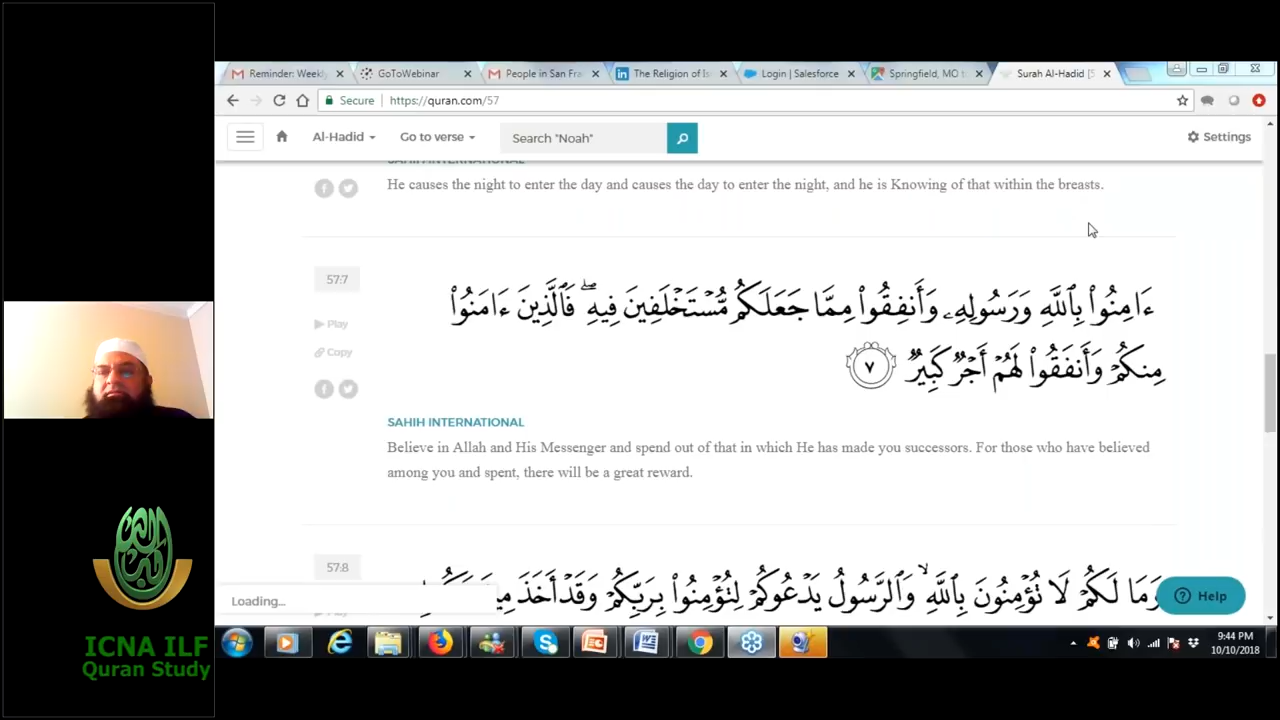 Reminder: Weekl
GoToWebinar
People in San Fra
The Religion of Is
Login | Salesforce
Springfield, MO t
Surah Al-Hadid [5
Secure
https://quran.com/57
Al-Hadid
Go to verse
Search "Noah"
Settings
SAHIH INTERNATIONAL
He causes the night to enter the day and causes the day to enter the night, and he is Knowing of that within the breasts.
57:7
ءَامِنُوا۟ بِٱللَّهِ وَرَسُولِهِۦ وَأَنفِقُوا۟ مِمَّا جَعَلَكُم مُّسْتَخْلَفِينَ فِيهِ ۖ فَٱلَّذِينَ ءَامَنُوا۟
Play
Copy
مِنكُمْ وَأَنفَقُوا۟ لَهُمْ أَجْرٌ كَبِيرٌ ٧
SAHIH INTERNATIONAL
Believe in Allah and His Messenger and spend out of that in which He has made you successors. For those who have believed
among you and spent, there will be a great reward.
57:8
وَمَا لَكُمْ لَا تُؤْمِنُونَ بِٱللَّهِ ۙ وَٱلرَّسُولُ يَدْعُوكُمْ لِتُؤْمِنُوا۟ بِرَبِّكُمْ وَقَدْ أَخَذَ
Loading...
Help
ICNA ILF
Quran Study
9:44 PM
10/10/2018